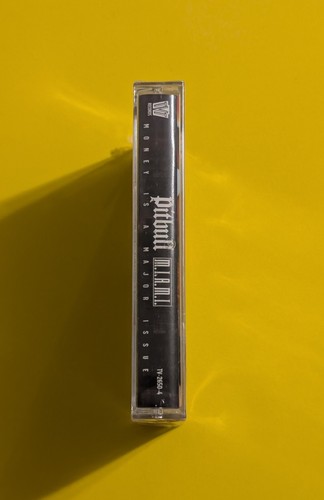 MONEY IS A MAJOR ISSUE
Pitbull
M.I.A.M.I.
TV-2650-4